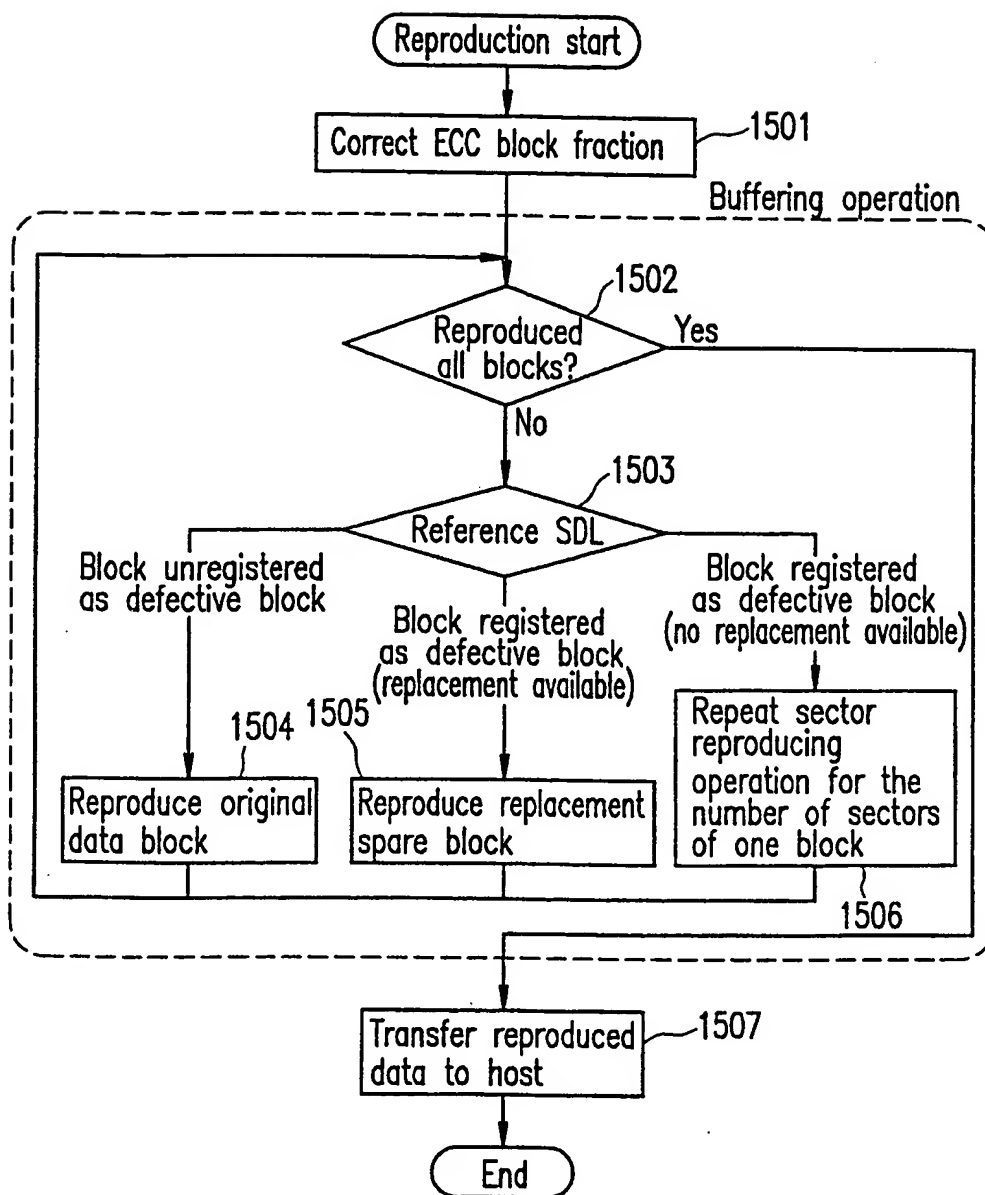 Reproduction start
Correct ECC block fraction
1501
Buffering operation
1502
Reproduced
all blocks?
Yes
No
1503
Reference SDL
Block unregistered
as defective block
Block registered
as defective block
(replacement available)
Block registered
as defective block
(no replacement available)
1504
Reproduce original
data block
1505
Reproduce replacement
spare block
Repeat sector
reproducing
operation for the
number of sectors
of one block
1506
Transfer reproduced
data to host
1507
End